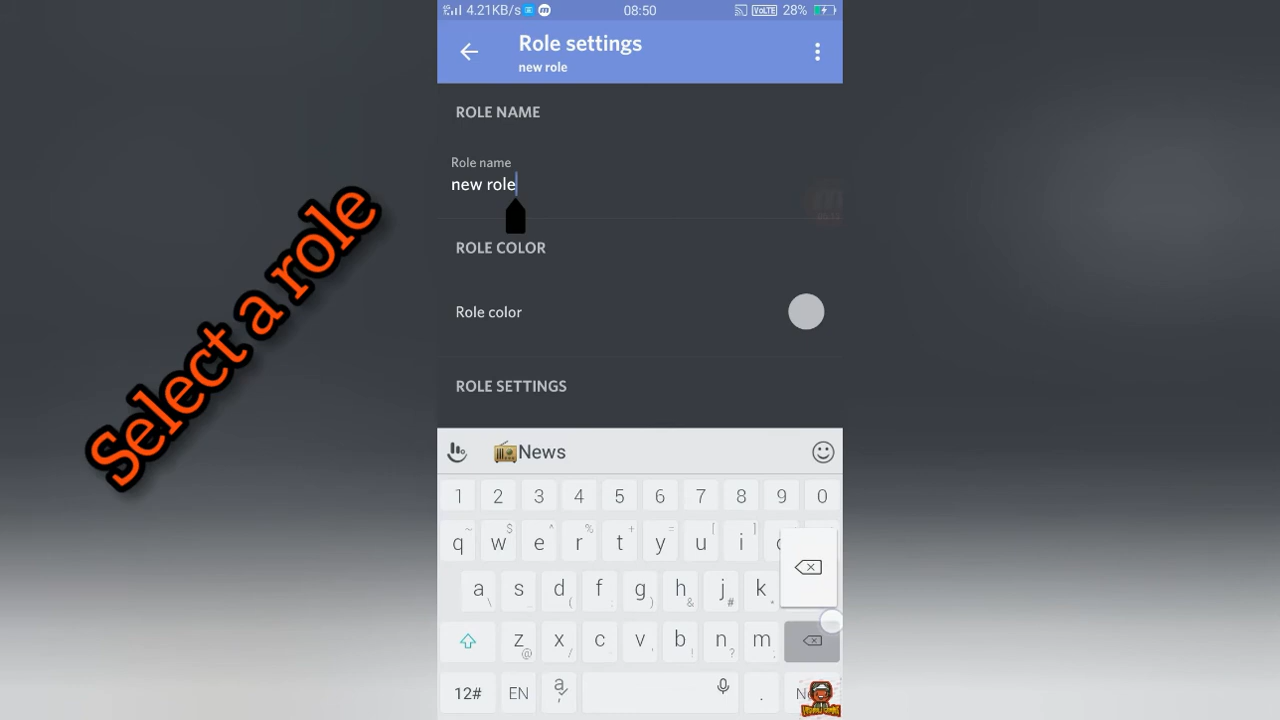 4.21KB/s 08:50 VOLTE 28%
Role settings
new role
ROLE NAME
Role name
new role
ROLE COLOR
Role color
ROLE SETTINGS
Select a role
News
1 2 3 4 5 6 7 8 9 0
~ $ ^ % + = [ ]
q w e r t y u i
a s d f g h j k
\ _ ( : ) & # *
z x c v b n m
@ / , ! ? ;
12# EN a .